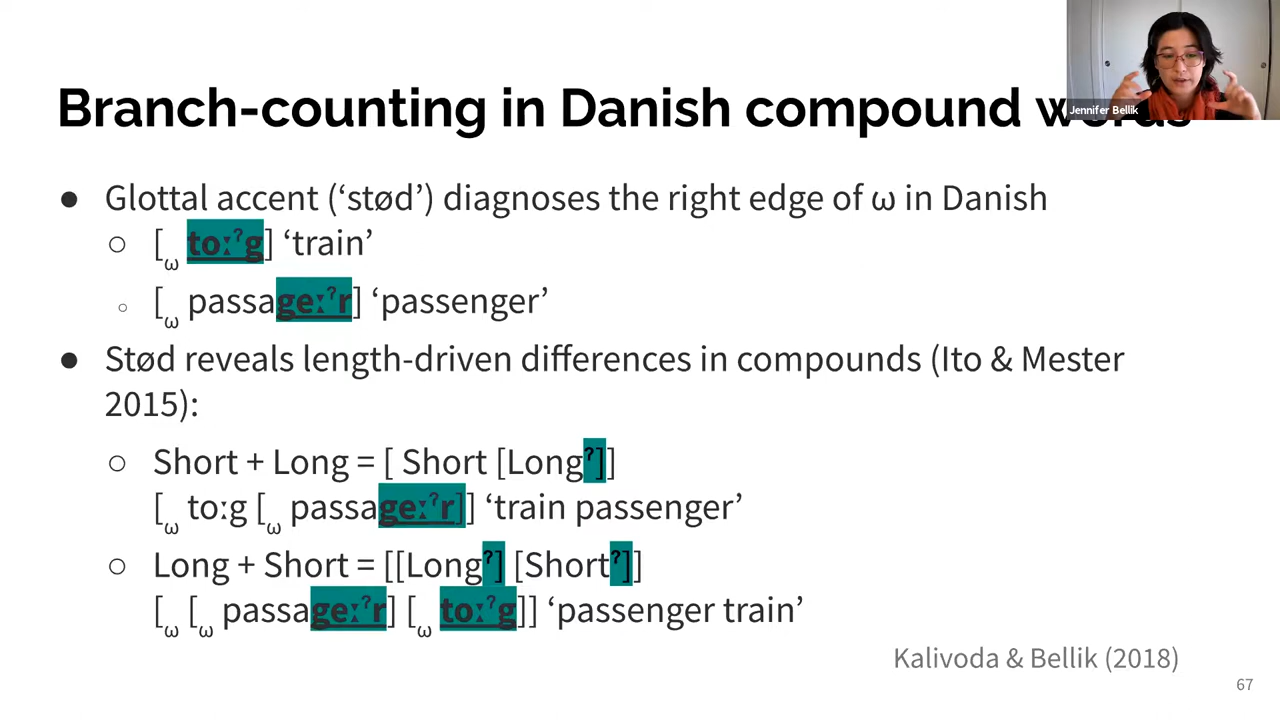 Jennifer Bellik
Branch-counting in Danish compound words
● Glottal accent (‘stød’) diagnoses the right edge of ω in Danish
○ [ω toːˀg] ‘train’
○ [ω passageːˀr] ‘passenger’
● Stød reveals length-driven differences in compounds (Ito & Mester
2015):
○ Short + Long = [ Short [Longˀ]]
[ω toːg [ω passageːˀr]] ‘train passenger’
○ Long + Short = [[Longˀ] [Shortˀ]]
[ω [ω passageːˀr] [ω toːˀg]] ‘passenger train’
Kalivoda & Bellik (2018)
67